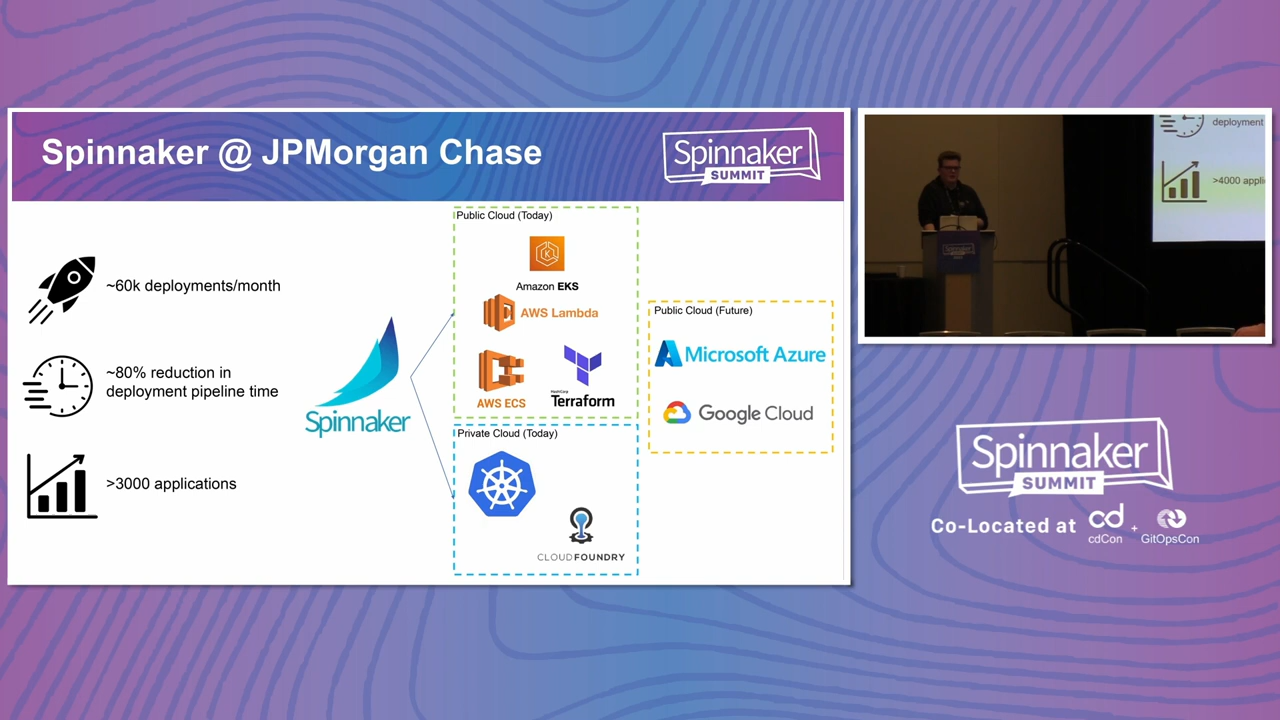 Spinnaker @ JPMorgan Chase
Spinnaker
SUMMIT
~60k deployments/month
~80% reduction in
deployment pipeline time
>3000 applications
Spinnaker
Public Cloud (Today)
Amazon EKS
AWS Lambda
AWS ECS
HashiCorp
Terraform
Private Cloud (Today)
CLOUDFOUNDRY
Public Cloud (Future)
Microsoft Azure
Google Cloud
deployment
>4000 appli
Spinnaker
SUMMIT
Co-Located at
cd
cdCon
+
GitOpsCon